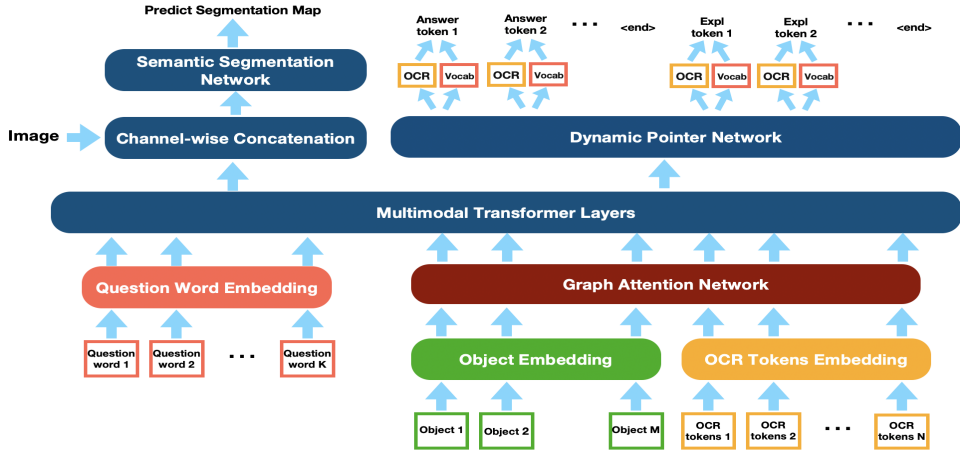 Predict Segmentation Map
Semantic Segmentation
Network
Image
Channel-wise Concatenation
Answer
token 1
Answer
token 2
...
<end>
Expl
token 1
Expl
token 2
...
<end>
OCR
Vocab
OCR
Vocab
OCR
Vocab
OCR
Vocab
Dynamic Pointer Network
Multimodal Transformer Layers
Question Word Embedding
Graph Attention Network
Question
word 1
Question
word 2
...
Question
word K
Object Embedding
OCR Tokens Embedding
Object 1
Object 2
Object M
OCR
tokens 1
OCR
tokens 2
...
OCR
tokens N